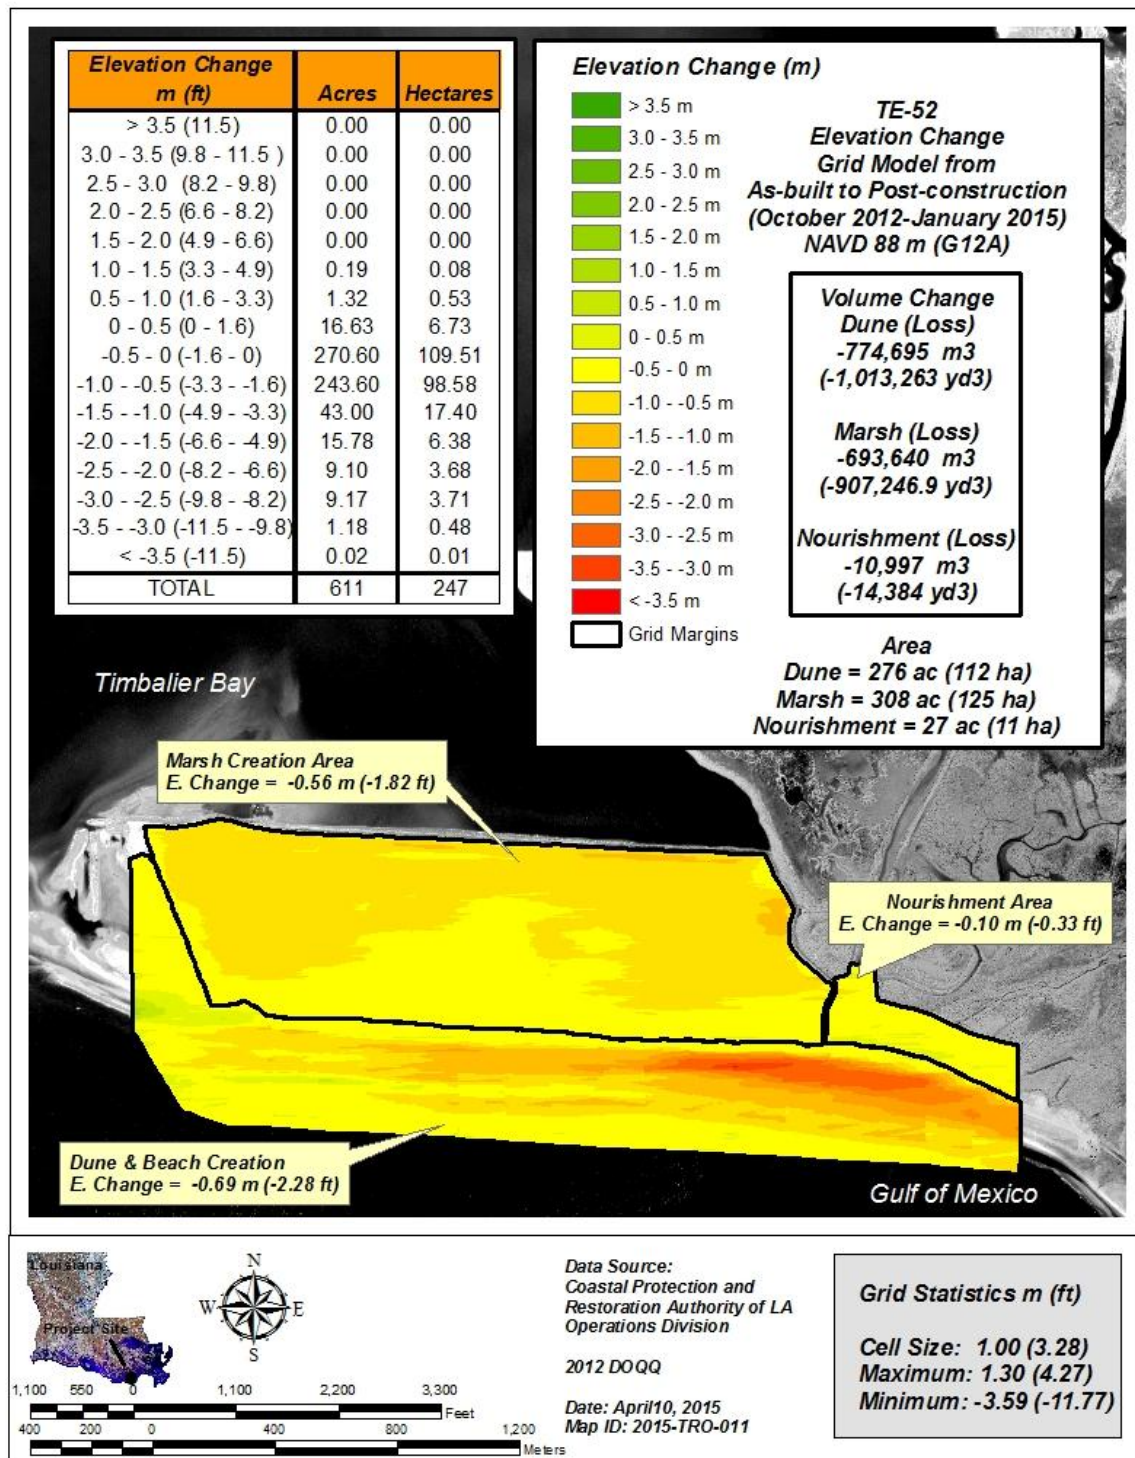 Elevation Change
m (ft) Acres Hectares
> 3.5 (11.5) 0.00 0.00
3.0 - 3.5 (9.8 - 11.5 ) 0.00 0.00
2.5 - 3.0 (8.2 - 9.8) 0.00 0.00
2.0 - 2.5 (6.6 - 8.2) 0.00 0.00
1.5 - 2.0 (4.9 - 6.6) 0.00 0.00
1.0 - 1.5 (3.3 - 4.9) 0.19 0.08
0.5 - 1.0 (1.6 - 3.3) 1.32 0.53
0 - 0.5 (0 - 1.6) 16.63 6.73
-0.5 - 0 (-1.6 - 0) 270.60 109.51
-1.0 - -0.5 (-3.3 - -1.6) 243.60 98.58
-1.5 - -1.0 (-4.9 - -3.3) 43.00 17.40
-2.0 - -1.5 (-6.6 - -4.9) 15.78 6.38
-2.5 - -2.0 (-8.2 - -6.6) 9.10 3.68
-3.0 - -2.5 (-9.8 - -8.2) 9.17 3.71
-3.5 - -3.0 (-11.5 - -9.8) 1.18 0.48
< -3.5 (-11.5) 0.02 0.01
TOTAL 611 247
Elevation Change (m)
> 3.5 m
3.0 - 3.5 m
2.5 - 3.0 m
2.0 - 2.5 m
1.5 - 2.0 m
1.0 - 1.5 m
0.5 - 1.0 m
0 - 0.5 m
-0.5 - 0 m
-1.0 - -0.5 m
-1.5 - -1.0 m
-2.0 - -1.5 m
-2.5 - -2.0 m
-3.0 - -2.5 m
-3.5 - -3.0 m
< -3.5 m
Grid Margins
TE-52
Elevation Change
Grid Model from
As-built to Post-construction
(October 2012-January 2015)
NAVD 88 m (G12A)
Volume Change
Dune (Loss)
-774,695 m3
(-1,013,263 yd3)
Marsh (Loss)
-693,640 m3
(-907,246.9 yd3)
Nourishment (Loss)
-10,997 m3
(-14,384 yd3)
Area
Dune = 276 ac (112 ha)
Marsh = 308 ac (125 ha)
Nourishment = 27 ac (11 ha)
Timbalier Bay
Marsh Creation Area
E. Change = -0.56 m (-1.82 ft)
Nourishment Area
E. Change = -0.10 m (-0.33 ft)
Dune & Beach Creation
E. Change = -0.69 m (-2.28 ft)
Gulf of Mexico
Louisiana
Project Site
N
W E
S
1,100 550 0 1,100 2,200 3,300
Feet
400 200 0 400 800 1,200
Meters
Data Source:
Coastal Protection and
Restoration Authority of LA
Operations Division
2012 DOQQ
Date: April10, 2015
Map ID: 2015-TRO-011
Grid Statistics m (ft)
Cell Size: 1.00 (3.28)
Maximum: 1.30 (4.27)
Minimum: -3.59 (-11.77)